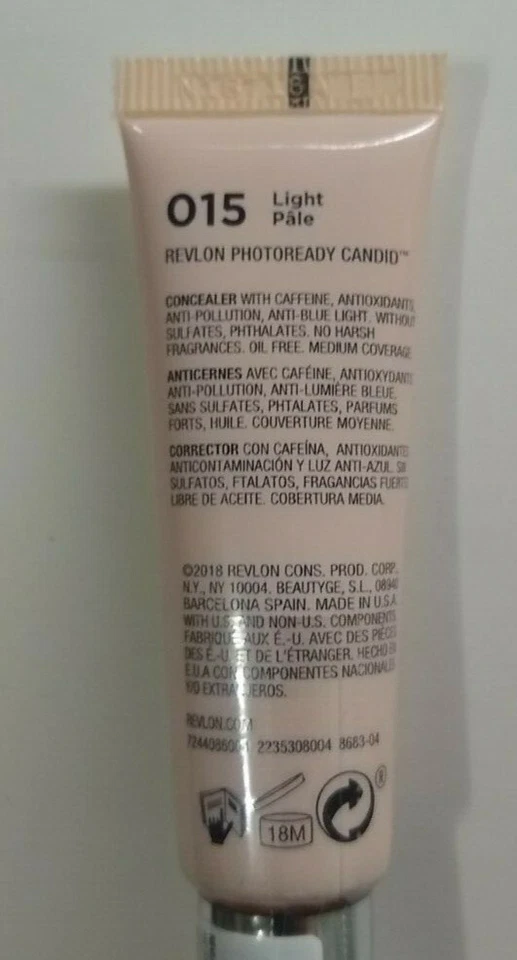 015 Light
Pâle
REVLON PHOTOREADY CANDID™
CONCEALER WITH CAFFEINE, ANTIOXIDANTS,
ANTI-POLLUTION, ANTI-BLUE LIGHT. WITHOUT
SULFATES, PHTHALATES. NO HARSH
FRAGRANCES. OIL FREE. MEDIUM COVERAGE
ANTICERNES AVEC CAFÉINE, ANTIOXYDANTS
ANTI-POLLUTION, ANTI-LUMIÈRE BLEUE.
SANS SULFATES, PHTALATES, PARFUMS
FORTS, HUILE. COUVERTURE MOYENNE.
CORRECTOR CON CAFEÍNA, ANTIOXIDANTES
ANTICONTAMINACIÓN Y LUZ ANTI-AZUL. SIN
SULFATOS, FTALATOS, FRAGANCIAS FUERTES
LIBRE DE ACEITE. COBERTURA MEDIA.
©2018 REVLON CONS. PROD. CORP.
N.Y., NY 10004. BEAUTYGE, S.L., 08940
BARCELONA SPAIN. MADE IN U.S.A
WITH U.S. AND NON-U.S. COMPONENTS
FABRIQUÉ AUX É.-U. AVEC DES PIÈCES
DES É.-U. ET DE L'ÉTRANGER. HECHO EN
E.U.A CON COMPONENTES NACIONALES
Y/O EXTRANJEROS.
REVLON.COM
2235308004 8683-04
18M
®